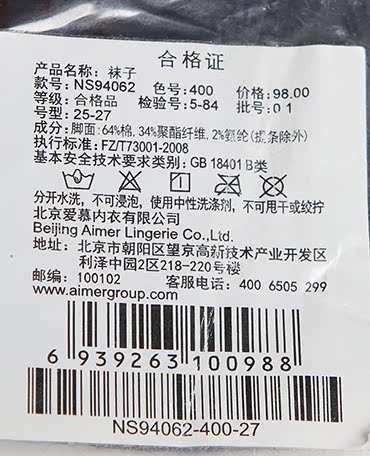 合格证
产品名称: 袜子
款号: NS94062 色号: 400 价格: 98.00
等级: 合格品 检验号: 5-84 批号: 01
号型: 25-27
成分: 脚面: 64%棉, 34%聚酯纤维, 2%氨纶(提条除外)
执行标准: FZ/T73001-2008
基本安全技术要求类别: GB 18401 B类
分开水洗，不可浸泡，使用中性洗涤剂，不可甩干或绞拧
北京爱慕内衣有限公司
Beijing Aimer Lingerie Co.,Ltd.
地址: 北京市朝阳区望京高新技术产业开发区
利泽中园2区218-220号楼
邮编: 100102 客服电话: 400 6505 299
www.aimergroup.com
6 939263 100988
NS94062-400-27